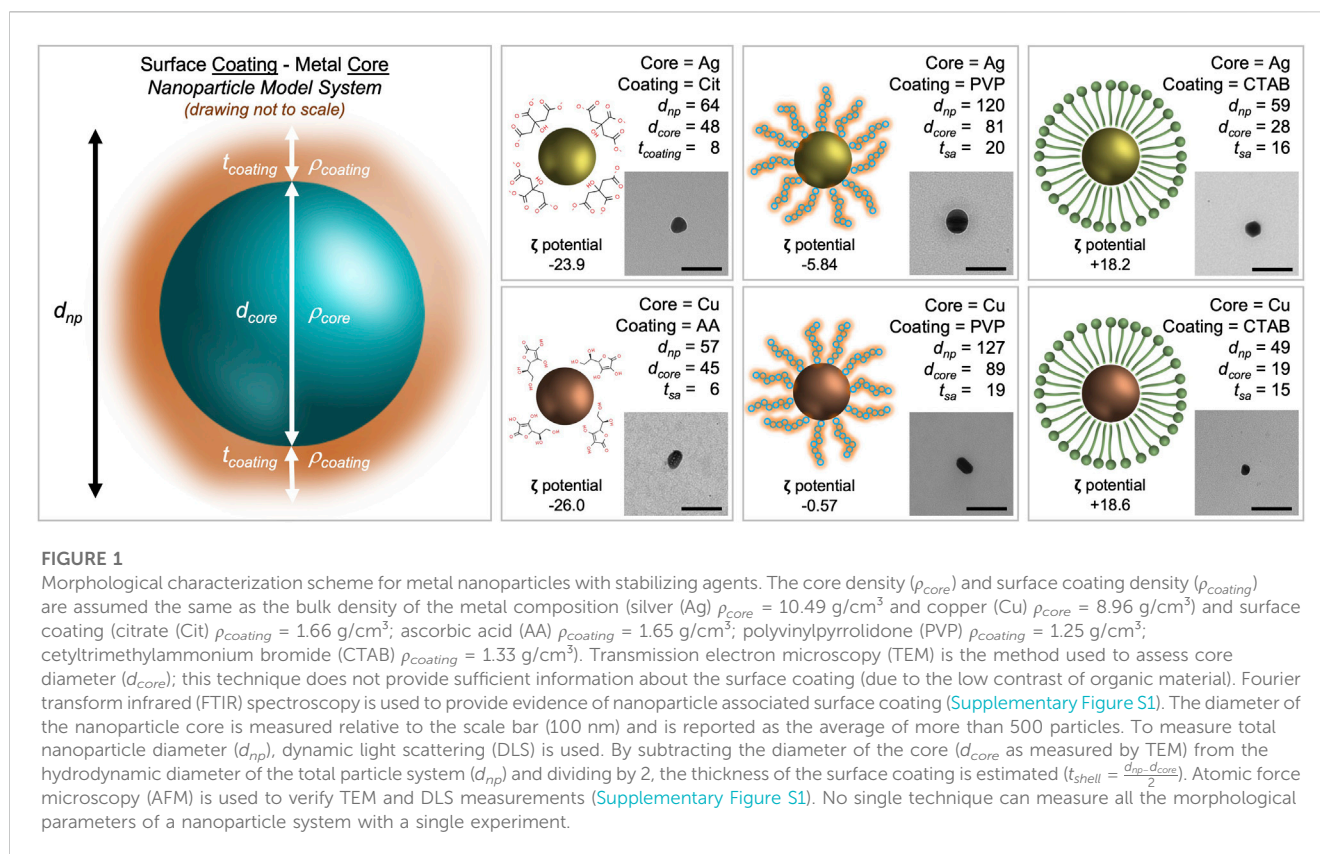 Surface Coating - Metal Core
Nanoparticle Model System
(drawing not to scale)
t_coating ρ_coating
d_np
d_core ρ_core
t_coating ρ_coating
Core = Ag
Coating = Cit
d_np = 64
d_core = 48
t_coating = 8
ζ potential
-23.9
Core = Ag
Coating = PVP
d_np = 120
d_core = 81
t_sa = 20
ζ potential
-5.84
Core = Ag
Coating = CTAB
d_np = 59
d_core = 28
t_sa = 16
ζ potential
+18.2
Core = Cu
Coating = AA
d_np = 57
d_core = 45
t_sa = 6
ζ potential
-26.0
Core = Cu
Coating = PVP
d_np = 127
d_core = 89
t_sa = 19
ζ potential
-0.57
Core = Cu
Coating = CTAB
d_np = 49
d_core = 19
t_sa = 15
ζ potential
+18.6
FIGURE 1
Morphological characterization scheme for metal nanoparticles with stabilizing agents. The core density (ρ_core) and surface coating density (ρ_coating)
are assumed the same as the bulk density of the metal composition (silver (Ag) ρ_core = 10.49 g/cm³ and copper (Cu) ρ_core = 8.96 g/cm³) and surface
coating (citrate (Cit) ρ_coating = 1.66 g/cm³; ascorbic acid (AA) ρ_coating = 1.65 g/cm³; polyvinylpyrrolidone (PVP) ρ_coating = 1.25 g/cm³;
cetyltrimethylammonium bromide (CTAB) ρ_coating = 1.33 g/cm³). Transmission electron microscopy (TEM) is the method used to assess core
diameter (d_core); this technique does not provide sufficient information about the surface coating (due to the low contrast of organic material). Fourier
transform infrared (FTIR) spectroscopy is used to provide evidence of nanoparticle associated surface coating (Supplementary Figure S1). The diameter of
the nanoparticle core is measured relative to the scale bar (100 nm) and is reported as the average of more than 500 particles. To measure total
nanoparticle diameter (d_np), dynamic light scattering (DLS) is used. By subtracting the diameter of the core (d_core as measured by TEM) from the
hydrodynamic diameter of the total particle system (d_np) and dividing by 2, the thickness of the surface coating is estimated (t_shell = (d_np-d_core)/2). Atomic force
microscopy (AFM) is used to verify TEM and DLS measurements (Supplementary Figure S1). No single technique can measure all the morphological
parameters of a nanoparticle system with a single experiment.